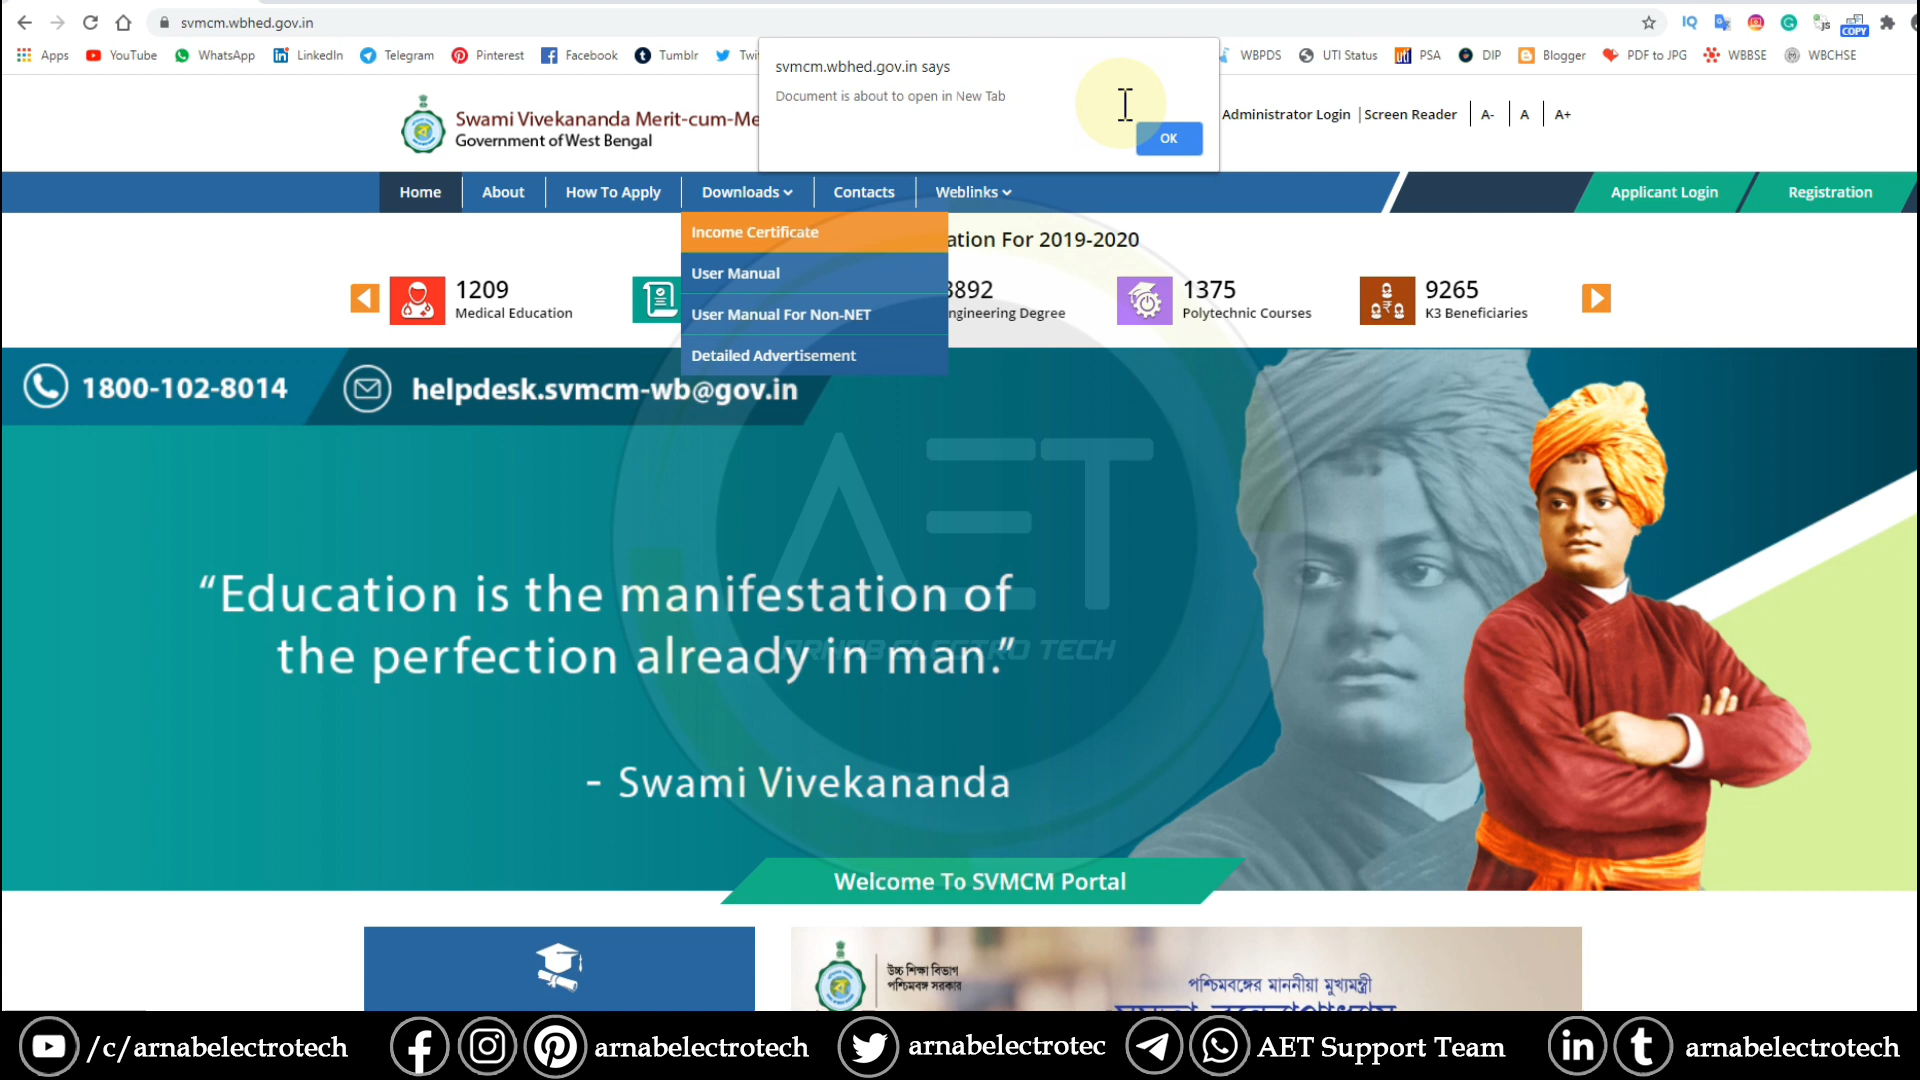 svmcm.wbhed.gov.in
Apps YouTube WhatsApp LinkedIn Telegram Pinterest Facebook Tumblr WBPDS UTI Status PSA DIP Blogger PDF to JPG WBBSE WBCHSE
svmcm.wbhed.gov.in says
Document is about to open in New Tab
OK
Swami Vivekananda Merit-cum-Me
Government of West Bengal
Administrator Login | Screen Reader A- A A+
Home About How To Apply Downloads Contacts Weblinks Applicant Login Registration
Income Certificate
User Manual
User Manual For Non-NET
Detailed Advertisement
ation For 2019-2020
1209
Medical Education
3892
ngineering Degree
1375
Polytechnic Courses
9265
K3 Beneficiaries
1800-102-8014 helpdesk.svmcm-wb@gov.in
AET
ARNAB ELECTRO TECH
“Education is the manifestation of
the perfection already in man.”
- Swami Vivekananda
Welcome To SVMCM Portal
উচ্চ শিক্ষা বিভাগ
পশ্চিমবঙ্গ সরকার
পশ্চিমবঙ্গের মাননীয়া মুখ্যমন্ত্রী
/c/arnabelectrotech arnabelectrotech arnabelectrotec AET Support Team arnabelectrotech